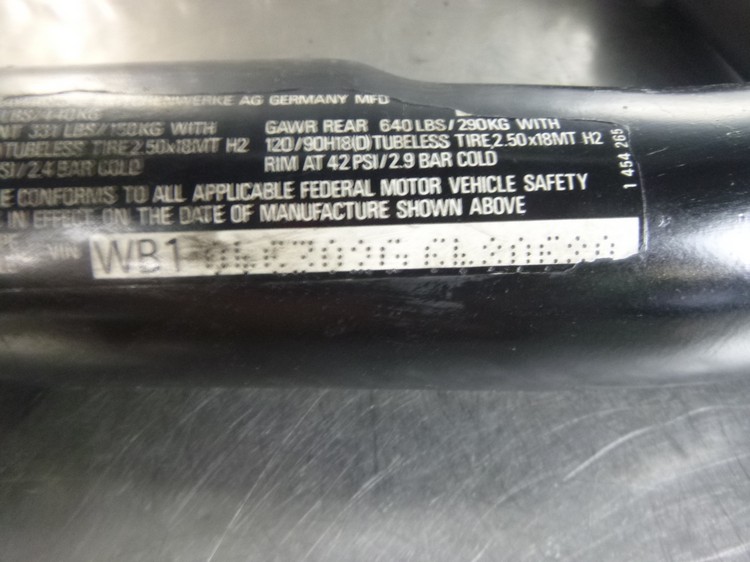 WERKE AG GERMANY MFD
331 LBS/150KG WITH GAWR REAR 640 LBS/290KG WITH
TUBELESS TIRE, 2.50x18MT H2 120/90H18(D) TUBELESS TIRE, 2.50x18MT H2
2.4 BAR COLD RIM AT 42 PSI/2.9 BAR COLD
CONFORMS TO ALL APPLICABLE FEDERAL MOTOR VEHICLE SAFETY
IN EFFECT ON THE DATE OF MANUFACTURE SHOWN ABOVE
VIN WB1
1 454 265